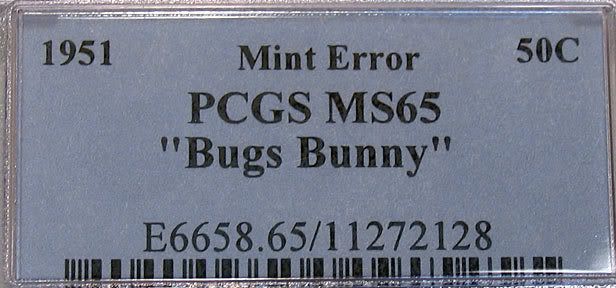 1951 Mint Error 50C
PCGS MS65
"Bugs Bunny"
E6658.65/11272128